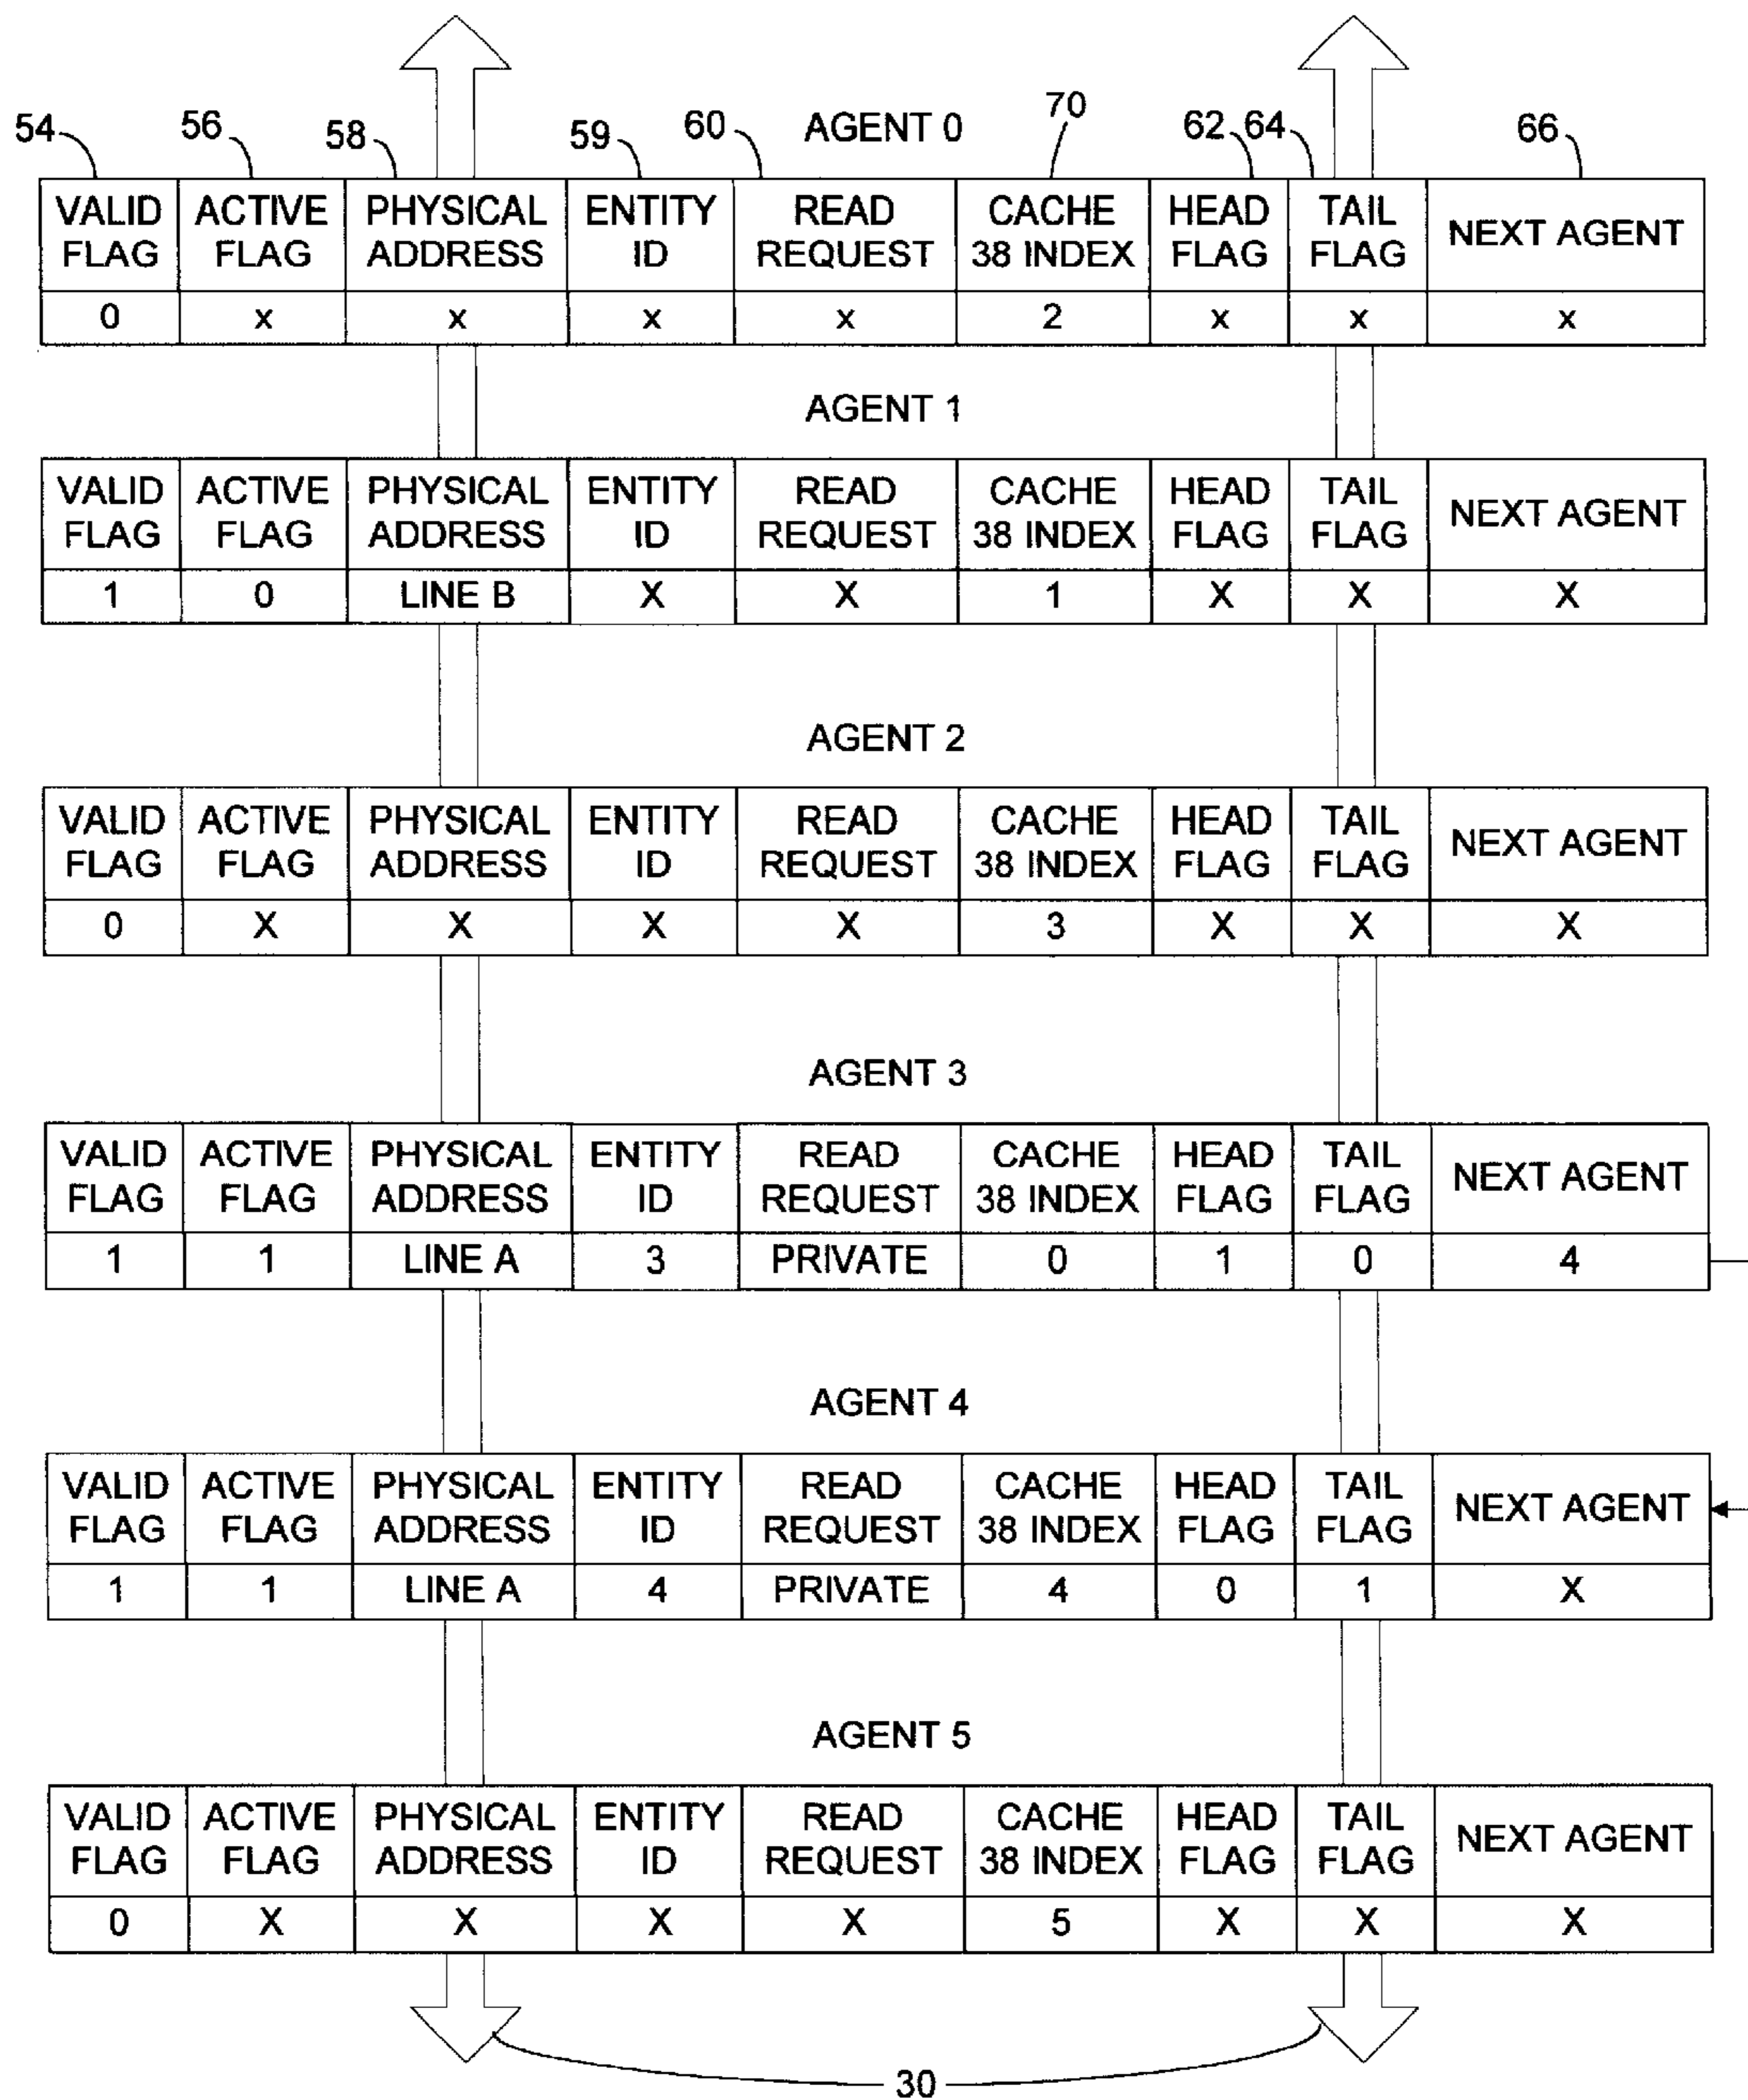 54 56 58 59 60 AGENT 0 70 62 64 66
VALID FLAG ACTIVE FLAG PHYSICAL ADDRESS ENTITY ID READ REQUEST CACHE 38 INDEX HEAD FLAG TAIL FLAG NEXT AGENT
0 x x x x 2 x x x
AGENT 1
VALID FLAG ACTIVE FLAG PHYSICAL ADDRESS ENTITY ID READ REQUEST CACHE 38 INDEX HEAD FLAG TAIL FLAG NEXT AGENT
1 0 LINE B X X 1 X X X
AGENT 2
VALID FLAG ACTIVE FLAG PHYSICAL ADDRESS ENTITY ID READ REQUEST CACHE 38 INDEX HEAD FLAG TAIL FLAG NEXT AGENT
0 X X X X 3 X X X
AGENT 3
VALID FLAG ACTIVE FLAG PHYSICAL ADDRESS ENTITY ID READ REQUEST CACHE 38 INDEX HEAD FLAG TAIL FLAG NEXT AGENT
1 1 LINE A 3 PRIVATE 0 1 0 4
AGENT 4
VALID FLAG ACTIVE FLAG PHYSICAL ADDRESS ENTITY ID READ REQUEST CACHE 38 INDEX HEAD FLAG TAIL FLAG NEXT AGENT
1 1 LINE A 4 PRIVATE 4 0 1 X
AGENT 5
VALID FLAG ACTIVE FLAG PHYSICAL ADDRESS ENTITY ID READ REQUEST CACHE 38 INDEX HEAD FLAG TAIL FLAG NEXT AGENT
0 X X X X 5 X X X
30